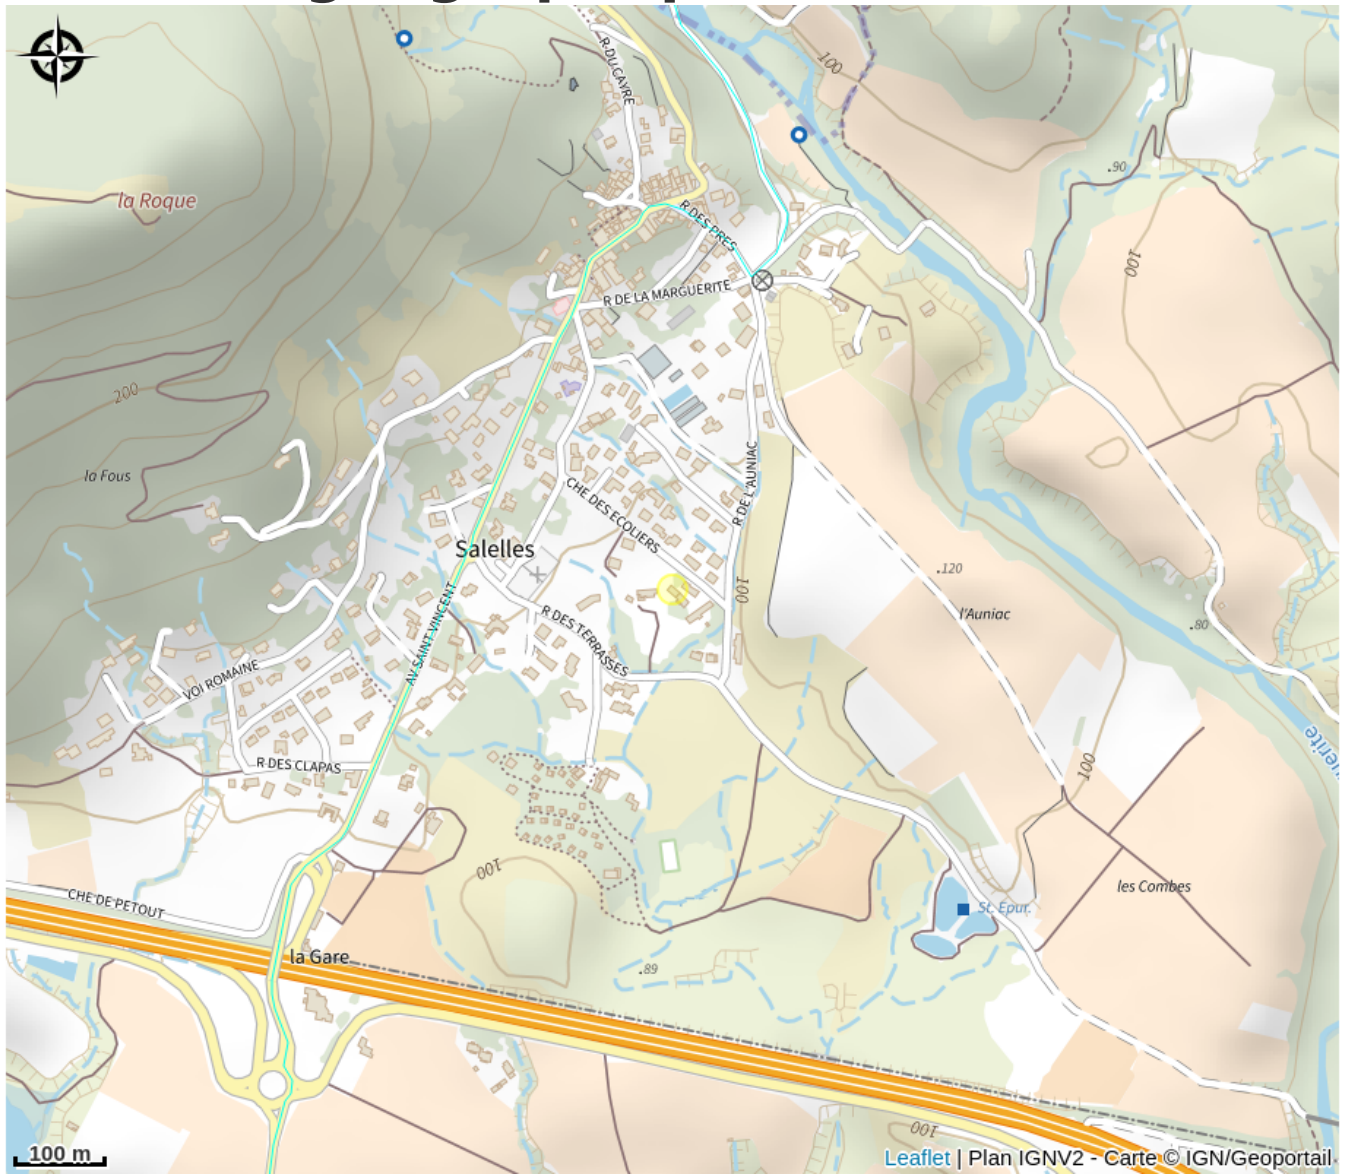 R DU CAYRE
100
.90
la Roque
R DES PRES
100
R DE LA MARGUERITE
200
la Fous
CHE DES ECOLIERS
R DE L'AUNIAC
Salelles
.120
100
l'Auniac
AV SAINT-VINCENT
R DES TERRASSES
.80
VOI ROMAINE
R DES CLAPAS
100
100
les Combes
CHE DE PETOUT
St. Epur.
la Gare
.89
100
100 m
Leaflet | Plan IGNV2 - Carte © IGN/Geoportail